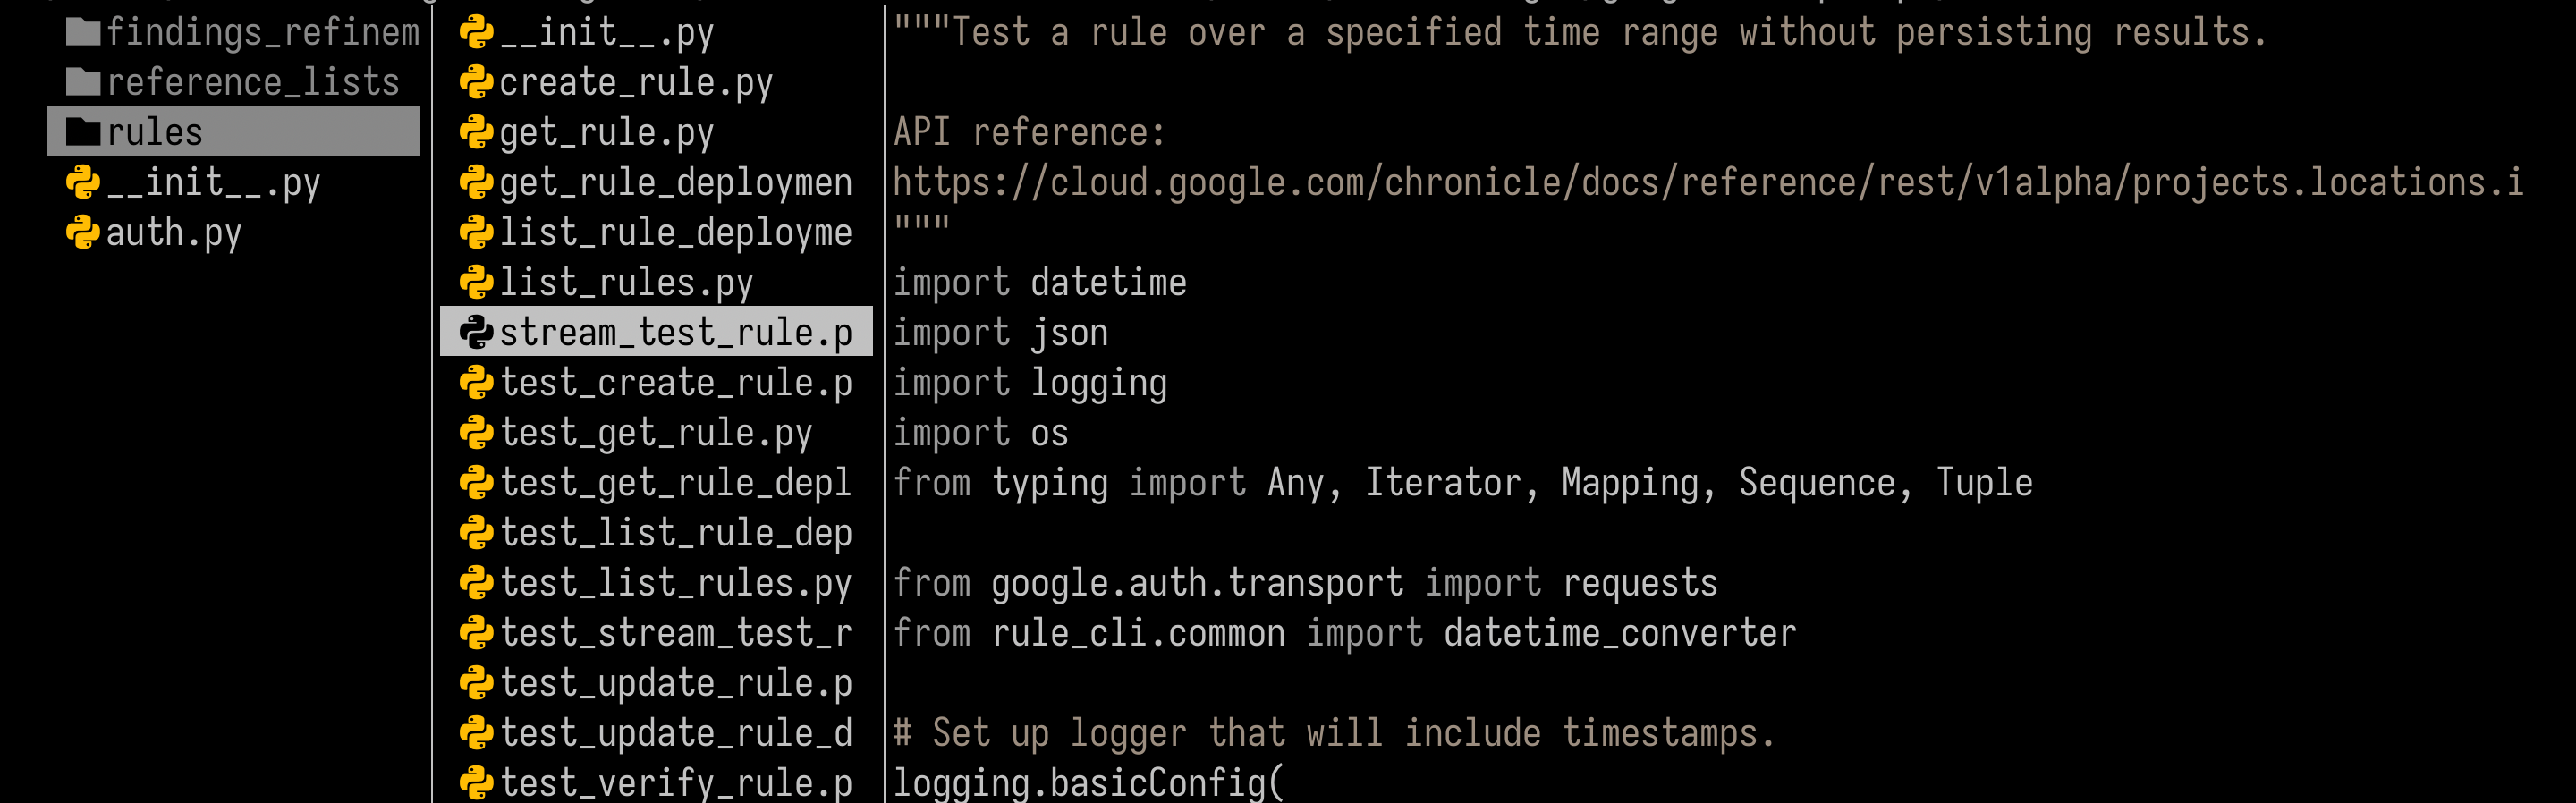 findings_refinem
reference_lists
rules
__init__.py
auth.py
__init__.py
create_rule.py
get_rule.py
get_rule_deploymen
list_rule_deployme
list_rules.py
stream_test_rule.p
test_create_rule.p
test_get_rule.py
test_get_rule_depl
test_list_rule_dep
test_list_rules.py
test_stream_test_r
test_update_rule.p
test_update_rule_d
test_verify_rule.p
"""Test a rule over a specified time range without persisting results.
API reference:
https://cloud.google.com/chronicle/docs/reference/rest/v1alpha/projects.locations.i
"""
import datetime
import json
import logging
import os
from typing import Any, Iterator, Mapping, Sequence, Tuple
from google.auth.transport import requests
from rule_cli.common import datetime_converter
# Set up logger that will include timestamps.
logging.basicConfig(